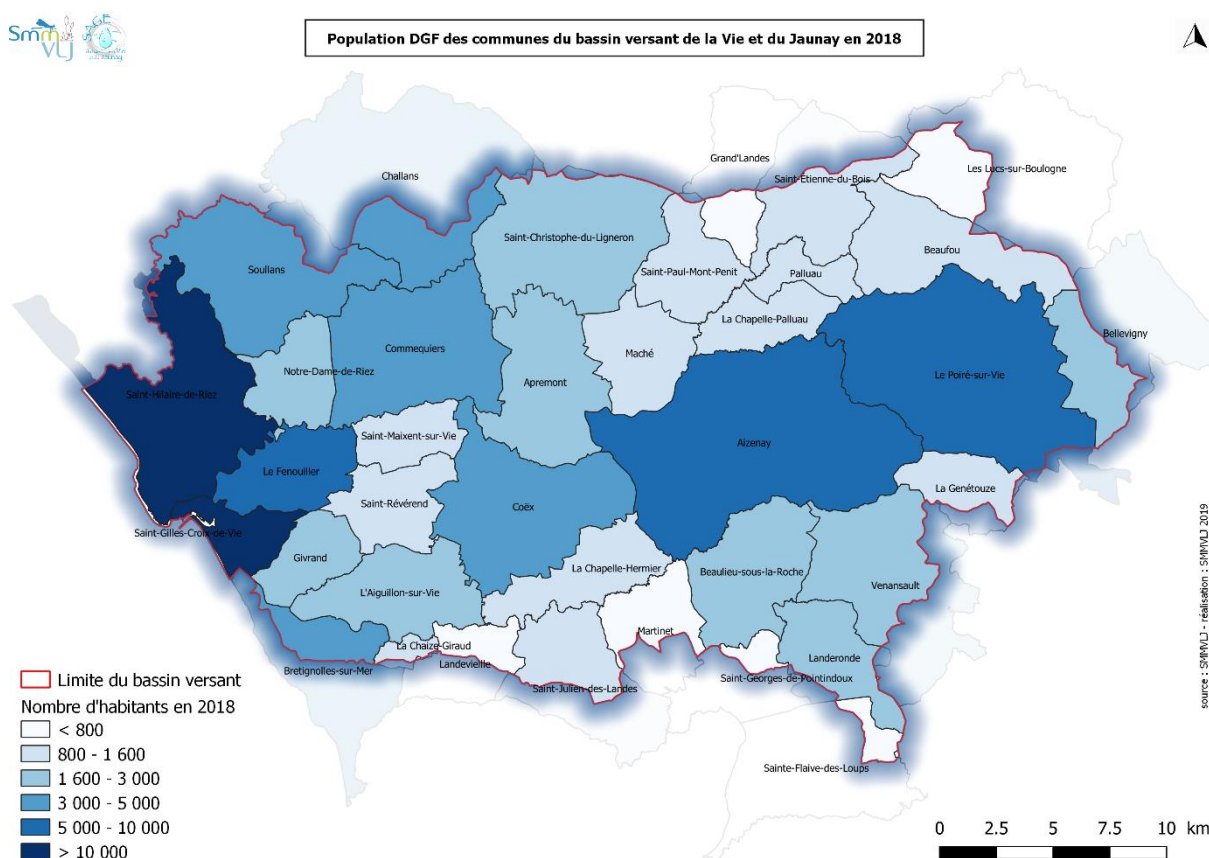 Smm
VLJ
SAGE
Population DGF des communes du bassin versant de la Vie et du Jaunay en 2018
Grand'Landes
Les Lucs-sur-Boulogne
Challans
Saint-Etienne-du-Bois
Saint-Christophe-du-Ligneron
Beaufou
Soullans
Saint-Paul-Mont-Penit
Palluau
La Chapelle-Palluau
Bellevigny
Commequiers
Maché
Notre-Dame-de-Riez
Apremont
Le Poiré-sur-Vie
Saint-Hilaire-de-Riez
Saint-Maixent-sur-Vie
Aizenay
Le Fenouiller
La Genétouze
Saint-Révérend
Coëx
Saint-Gilles-Croix-de-Vie
Givrand
La Chapelle-Hermier
Beaulieu-sous-la-Roche
Venansault
L'Aiguillon-sur-Vie
Martinet
La Chaize-Giraud
Landeronde
Bretignolles-sur-Mer
Landevieille
Saint-Georges-de-Pointindoux
Saint-Julien-des-Landes
Sainte-Flaive-des-Loups
Limite du bassin versant
Nombre d'habitants en 2018
< 800
800 - 1 600
1 600 - 3 000
3 000 - 5 000
5 000 - 10 000
> 10 000
0 2.5 5 7.5 10 km
source : SMMVLJ - réalisation : SMMVLJ 2019